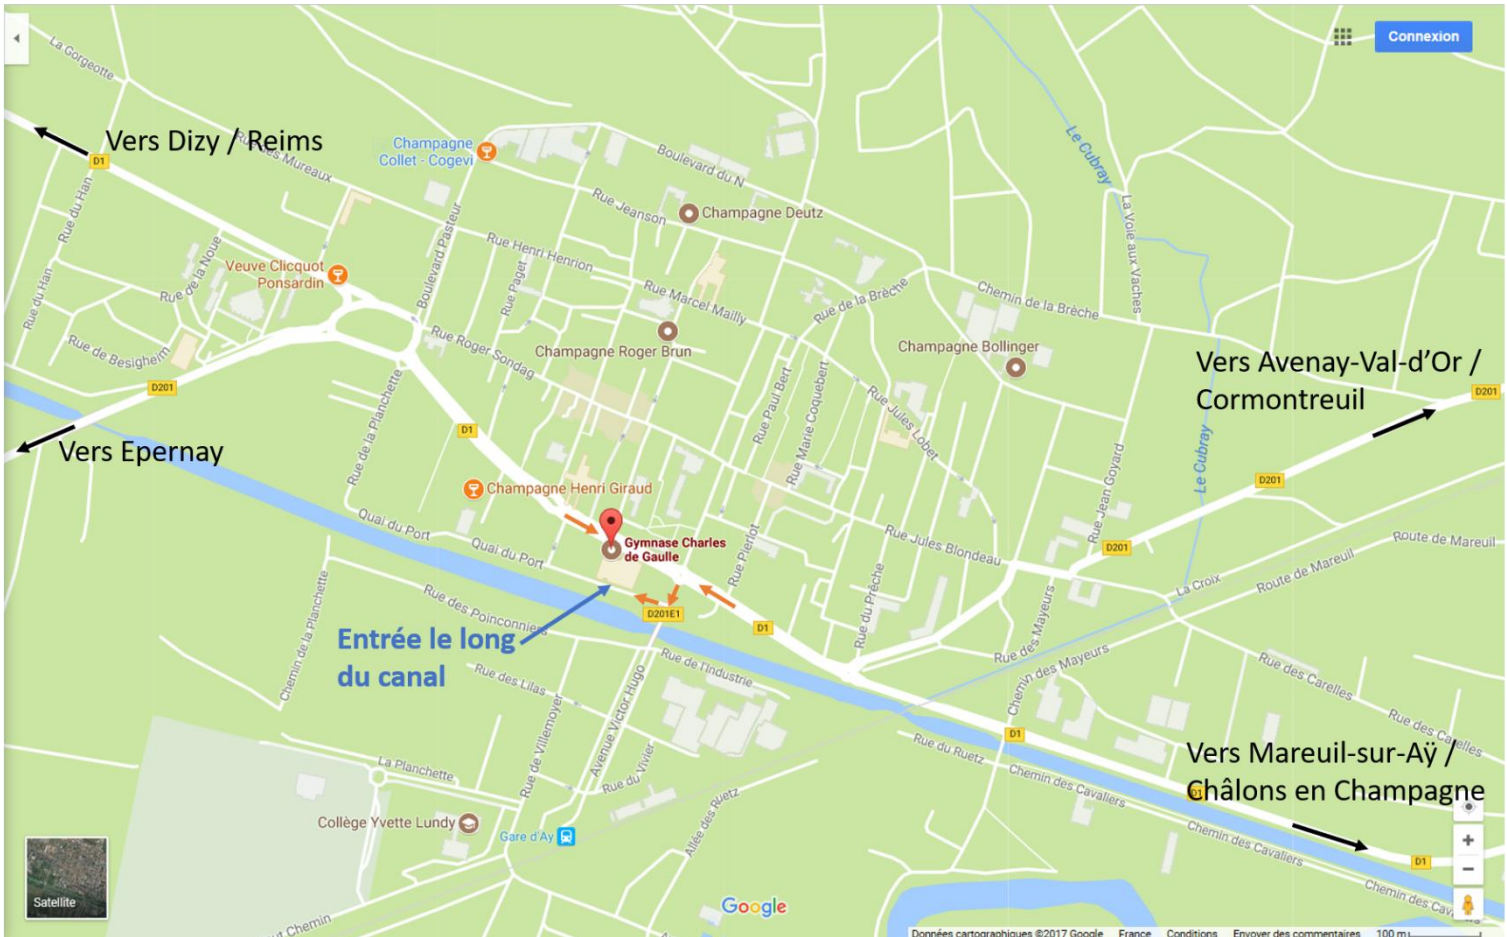 Connexion
La Gorgeotte
Le Cubray
Vers Dizy / Reims
D1
Rue des Mureaux
Champagne
Collet - Cogevi
Boulevard du N
Rue du Han
Boulevard Pasteur
Rue Jeanson
Champagne Deutz
La Voie aux Vaches
Rue de la Noue
Veuve Clicquot
Ponsardin
Rue Henri Henrion
Rue Paget
Rue Marcel Mailly
Rue de la Brèche
Chemin de la Brèche
Rue du Han
Rue de Besigheim
Rue Roger Sondag
Champagne Roger Brun
Champagne Bollinger
Vers Avenay-Val-d'Or /
Cormontreuil
D201
D201
Rue de la Planchette
Rue Paul Bert
Rue Marie Coquebert
Rue Jules Lobet
D1
Vers Epernay
Le Cubray
Rue Jean Goyard
D201
Champagne Henri Giraud
Quai du Port
Quai du Port
Gymnase Charles
de Gaulle
Rue Pierlot
Rue Jules Blondeau
D201
Route de Mareuil
Route de Mareuil
La Croix
Chemin de la Planchette
Rue des Poinconniers
D201E1
D1
Rue du Prêche
Rue des Mayeurs
Entrée le long
du canal
Rue de l'Industrie
Chemin des Mayeurs
Rue des Carelles
Rue des Lilas
Rue de Villemoyer
Avenue Victor Hugo
Rue du Vivier
Rue des Carelles
D1
Rue du Ruetz
Vers Mareuil-sur-Aÿ /
Châlons en Champagne
D1
La Planchette
Chemin des Cavaliers
Allée des Ruetz
Collège Yvette Lundy
Gare d'Ay
Chemin des Cavaliers
D1
Chemin des Cav
Satellite
ut Chemin
Google
Données cartographiques ©2017 Google France Conditions Envoyer des commentaires 100 m